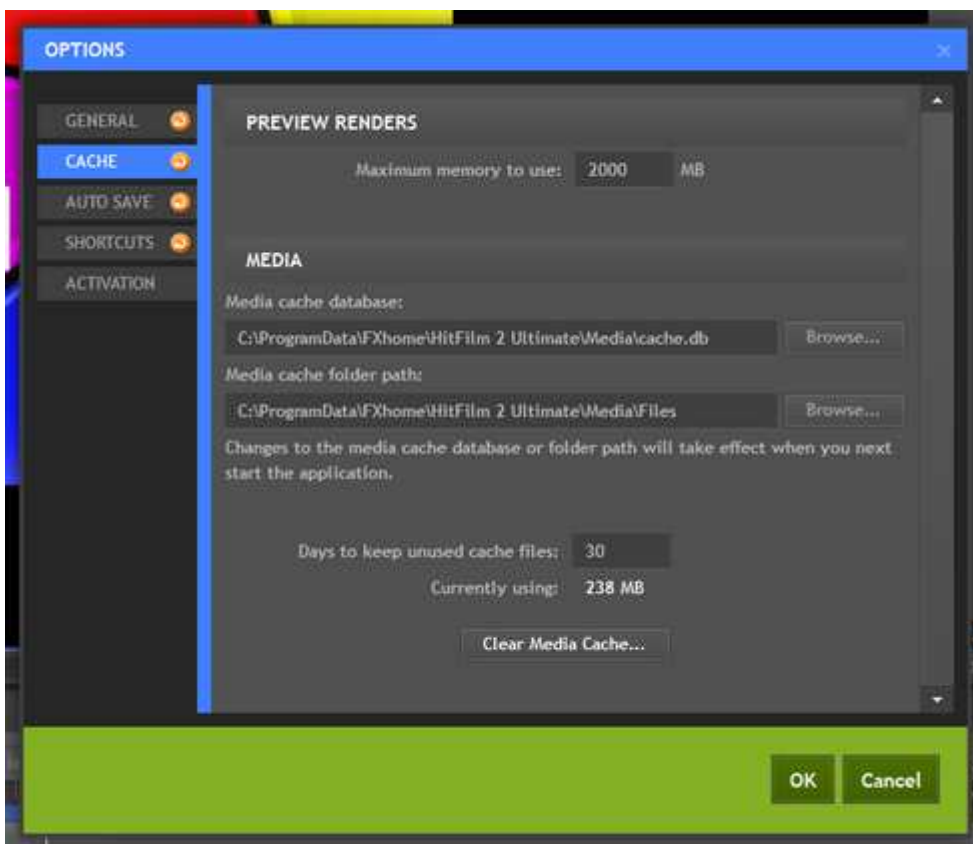 OPTIONS
GENERAL
CACHE
AUTO SAVE
SHORTCUTS
ACTIVATION
PREVIEW RENDERS
Maximum memory to use: 2000 MB
MEDIA
Media cache database:
C:\ProgramData\FXhome\HitFilm 2 Ultimate\Media\cache.db Browse...
Media cache folder path:
C:\ProgramData\FXhome\HitFilm 2 Ultimate\Media\Files Browse...
Changes to the media cache database or folder path will take effect when you next
start the application.
Days to keep unused cache files: 30
Currently using: 238 MB
Clear Media Cache...
OK Cancel